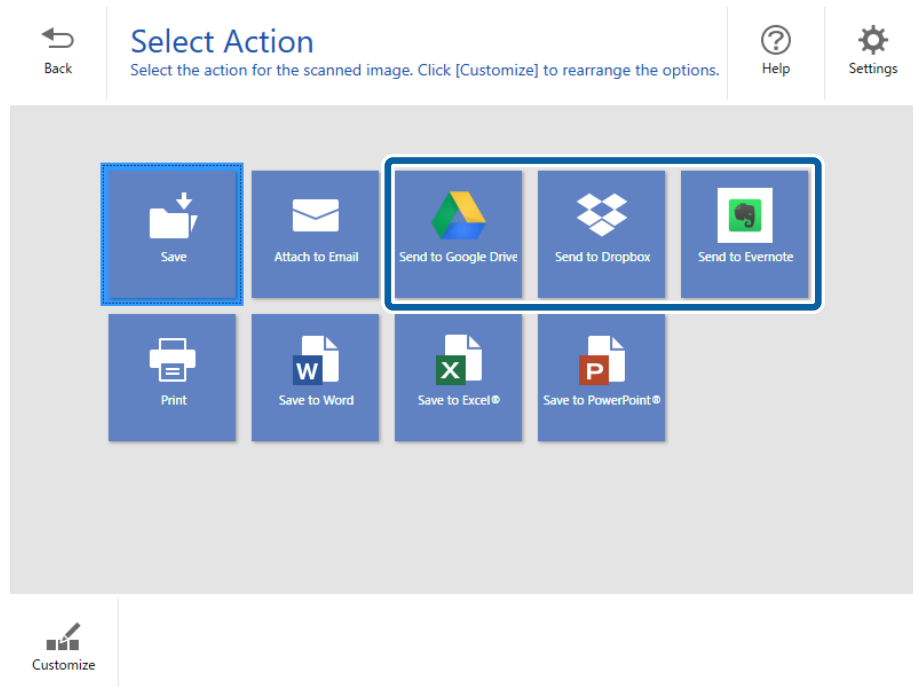 Select Action
Back
Select the action for the scanned image. Click [Customize] to rearrange the options.
Help
Settings
Save
Attach to Email
Send to Google Drive
Send to Dropbox
Send to Evernote
Print
W
Save to Word
X
Save to Excel®
P
Save to PowerPoint®
Customize